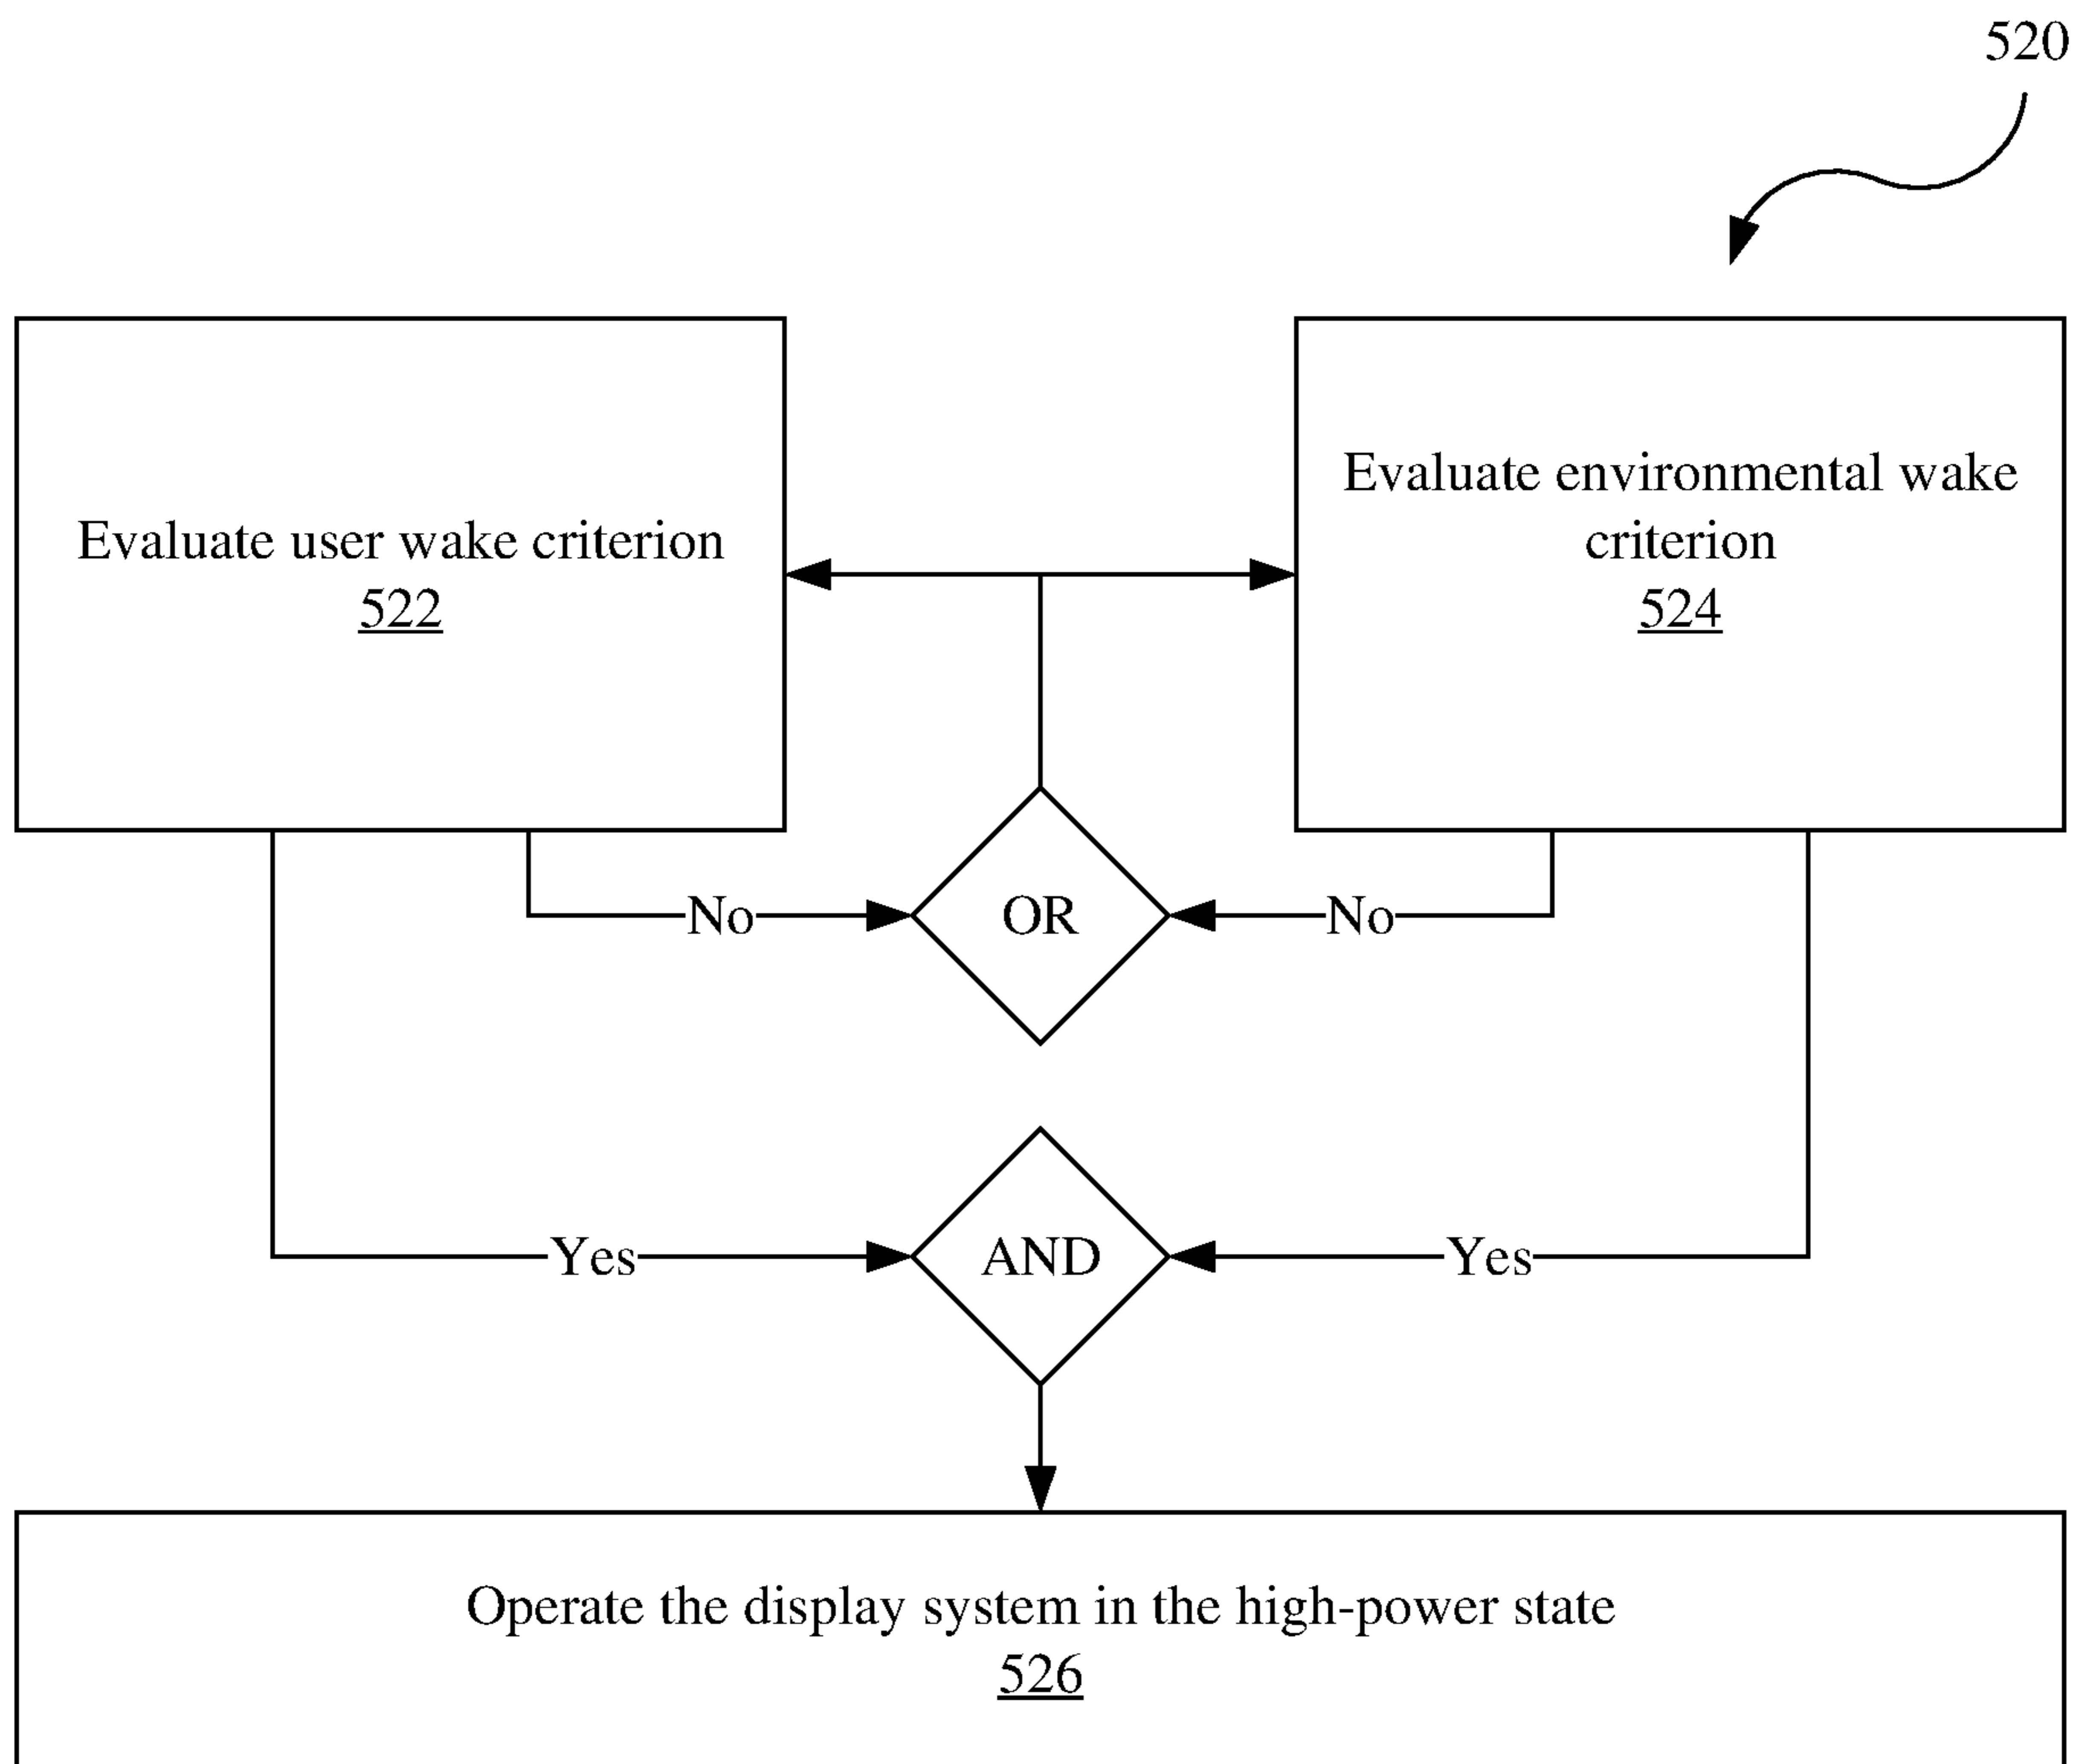 520
Evaluate user wake criterion
522
Evaluate environmental wake
criterion
524
No
OR
No
Yes
AND
Yes
Operate the display system in the high-power state
526